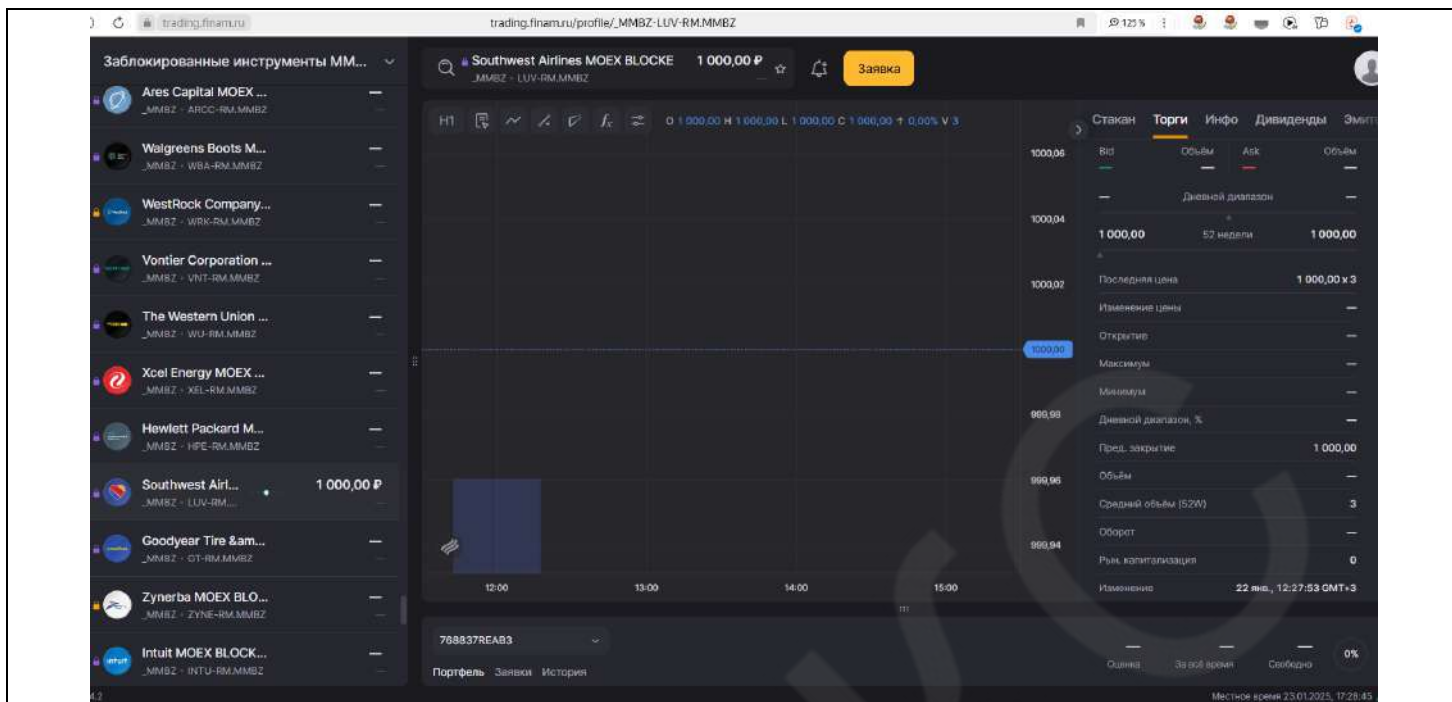 trading.finam.ru
trading.finam.ru/profile/_MMBZ-LUV-RM.MMBZ
125 %
Заблокированные инструменты ММ...
Southwest Airlines MOEX BLOCKE 1 000,00 ₽
_MMBZ · LUV-RM.MMBZ
Заявка
Ares Capital MOEX ... —
_MMBZ · ARCC-RM.MMBZ —
Walgreens Boots M... —
_MMBZ · WBA-RM.MMBZ —
WestRock Company... —
_MMBZ · WRK-RM.MMBZ —
Vontier Corporation ... —
_MMBZ · VNT-RM.MMBZ —
The Western Union ... —
_MMBZ · WU-RM.MMBZ —
Xcel Energy MOEX ... —
_MMBZ · XEL-RM.MMBZ —
Hewlett Packard M... —
_MMBZ · HPE-RM.MMBZ —
Southwest Airl... 1 000,00 ₽
_MMBZ · LUV-RM.... —
Goodyear Tire &am... —
_MMBZ · GT-RM.MMBZ —
Zynerba MOEX BLO... —
_MMBZ · ZYNE-RM.MMBZ —
intuit
Intuit MOEX BLOCK... —
_MMBZ · INTU-RM.MMBZ —
4.2
H1 fx O 1 000,00 H 1 000,00 L 1 000,00 C 1 000,00 0,00% V 3
1000,06
1000,04
1000,02
1000,00
999,98
999,96
999,94
12:00 13:00 14:00 15:00
Стакан Торги Инфо Дивиденды Эмит
Bid Объём Ask Объём
— — — —
— Дневной диапазон —
1 000,00 52 недели 1 000,00
Последняя цена 1 000,00 x 3
Изменение цены —
Открытие —
Максимум —
Минимум —
Дневной диапазон, % —
Пред. закрытие 1 000,00
Объём —
Средний объём (52W) 3
Оборот —
Рын. капитализация 0
Изменение 22 янв., 12:27:53 GMT+3
768837REAB3
Портфель Заявки История
— — — 0%
Оценка За всё время Свободно
Местное время 23.01.2025, 17:28:45